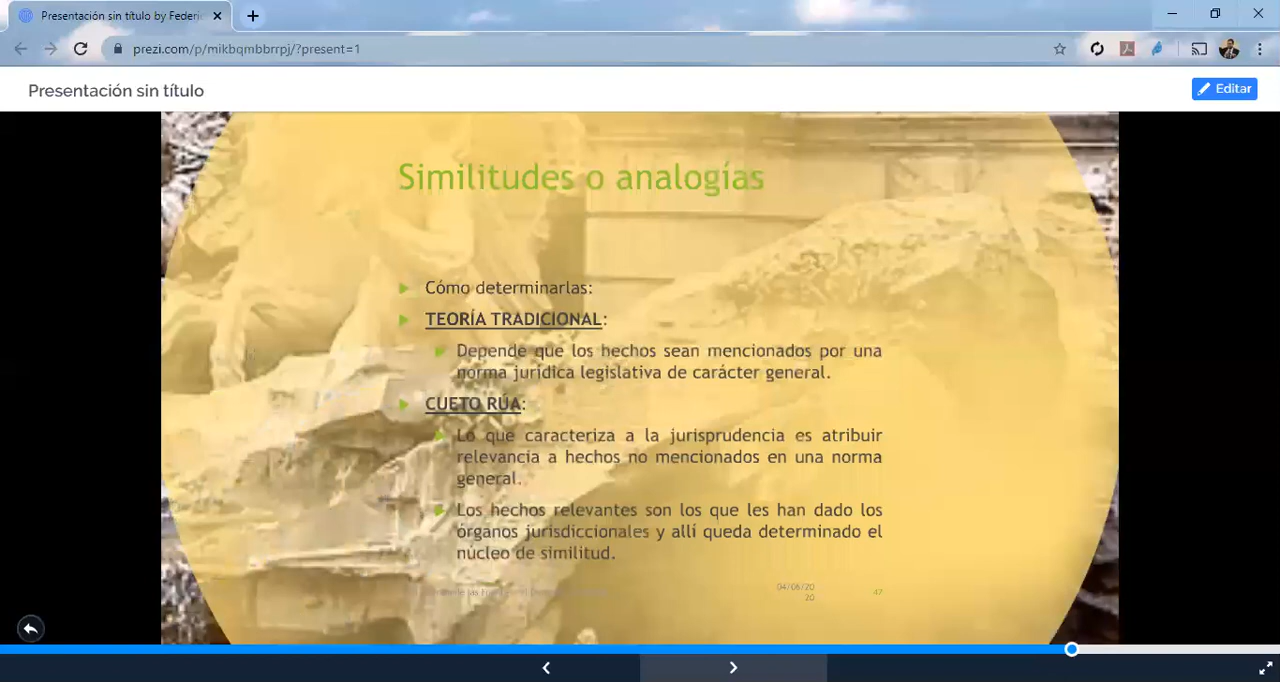 Presentación sin título by Federic
prezi.com/p/mikbqmbbrrpj/?present=1
Presentación sin título
Editar
Similitudes o analogías
Cómo determinarlas:
TEORÍA TRADICIONAL:
Depende que los hechos sean mencionados por una
norma jurídica legislativa de carácter general.
CUETO RÚA:
Lo que caracteriza a la jurisprudencia es atribuir
relevancia a hechos no mencionados en una norma
general.
Los hechos relevantes son los que les han dado los
órganos jurisdiccionales y allí queda determinado el
núcleo de similitud.
04/06/20
20
47